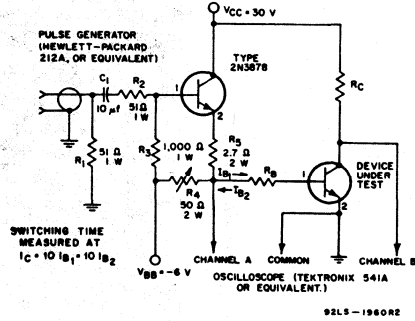 VCC = 30 V
PULSE GENERATOR
(HEWLETT-PACKARD
212A, OR EQUIVALENT)
TYPE
2N3878
C1
10 µf
R2
51Ω
1 W
1
2
RC
R1
51 Ω
1 W
R3
1,000 Ω
1 W
R5
2.7 Ω
2 W
IB1
IB2
RB
1
2
DEVICE
UNDER
TEST
R4
50 Ω
2 W
SWITCHING TIME
MEASURED AT
IC = 10 IB1 = 10 IB2
VBB = -6 V
CHANNEL A
COMMON
CHANNEL B
OSCILLOSCOPE (TEKTRONIX 541A
OR EQUIVALENT.)
92LS-1960R2